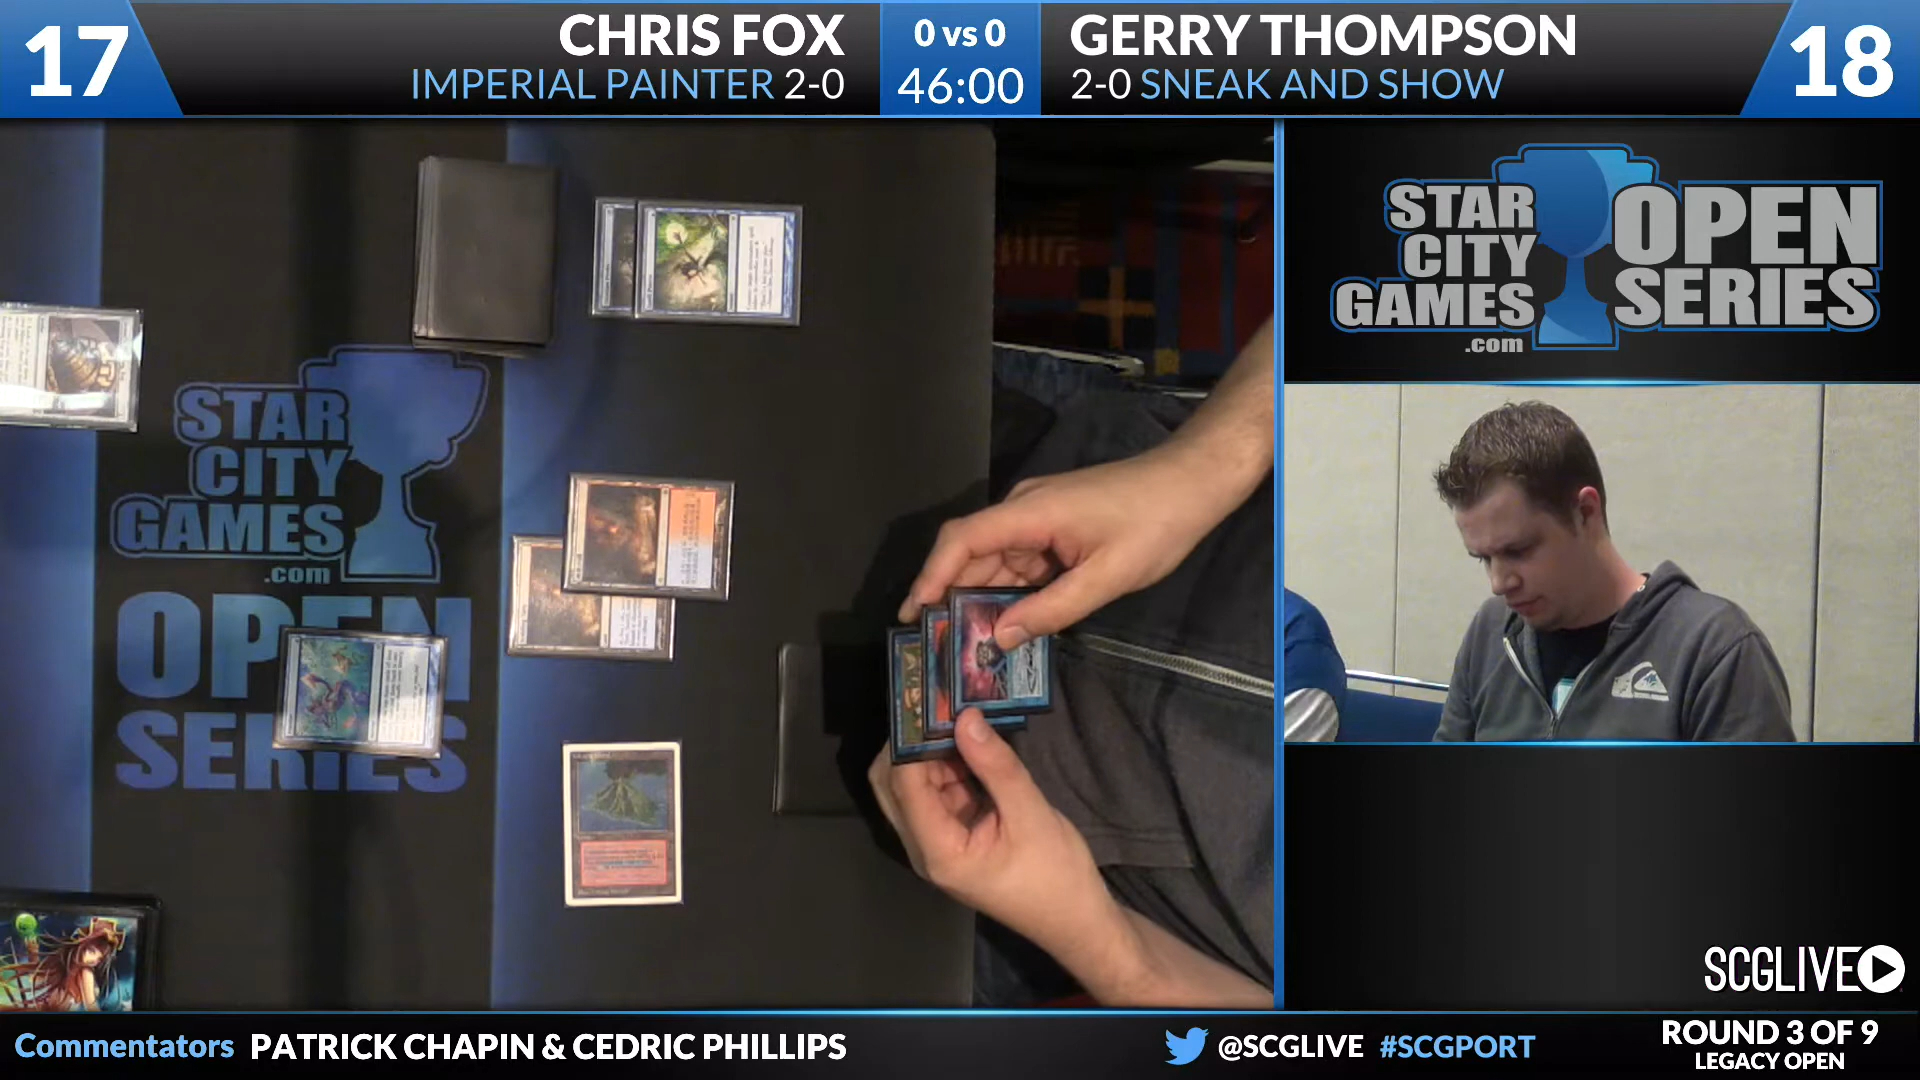 17
CHRIS FOX
IMPERIAL PAINTER 2-0
0 vs 0
46:00
GERRY THOMPSON
2-0 SNEAK AND SHOW
18
STAR
CITY
GAMES
.com
OPEN
SERIES
STAR
CITY
GAMES
.com
OPEN
SERIES
SCGLIVE
Commentators PATRICK CHAPIN & CEDRIC PHILLIPS
@SCGLIVE #SCGPORT
ROUND 3 OF 9
LEGACY OPEN